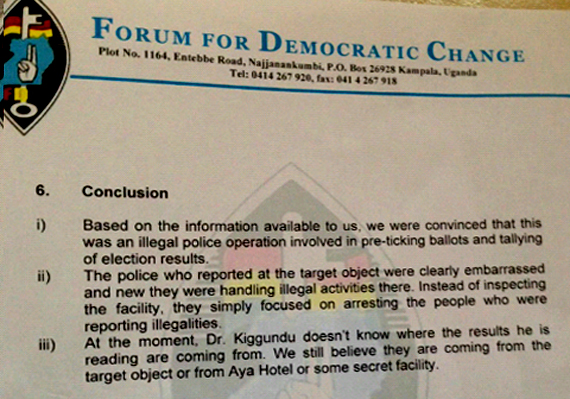 FORUM FOR DEMOCRATIC CHANGE
Plot No. 1164, Entebbe Road, Najjanankumbi, P.O. Box 26928 Kampala, Uganda
Tel: 0414 267 920, fax: 041 4 267 918
6. Conclusion
i) Based on the information available to us, we were convinced that this
was an illegal police operation involved in pre-ticking ballots and tallying
of election results.
ii) The police who reported at the target object were clearly embarrassed
and new they were handling illegal activities there. Instead of inspecting
the facility, they simply focused on arresting the people who were
reporting illegalities.
iii) At the moment, Dr. Kiggundu doesn't know where the results he is
reading are coming from. We still believe they are coming from the
target object or from Aya Hotel or some secret facility.